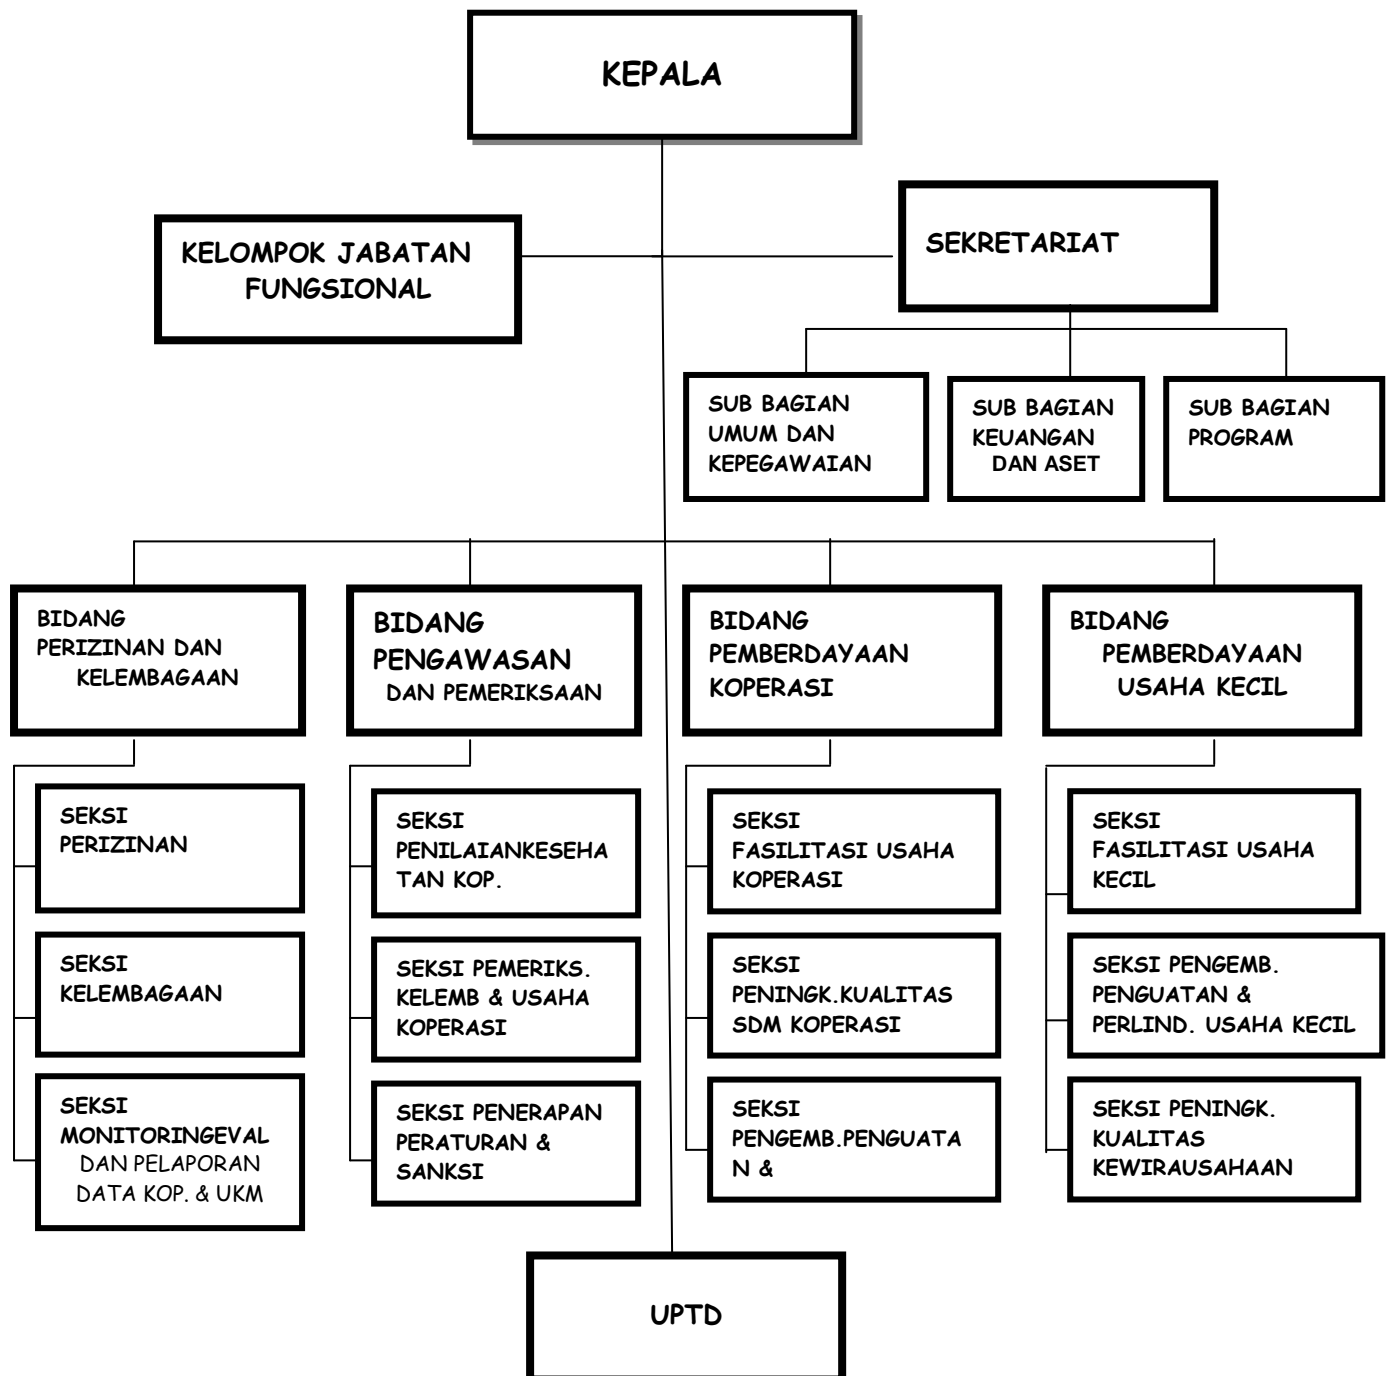 KEPALA
KELOMPOK JABATAN
FUNGSIONAL
SEKRETARIAT
SUB BAGIAN
UMUM DAN
KEPEGAWAIAN
SUB BAGIAN
KEUANGAN
DAN ASET
SUB BAGIAN
PROGRAM
BIDANG
PERIZINAN DAN
KELEMBAGAAN
BIDANG
PENGAWASAN
DAN PEMERIKSAAN
BIDANG
PEMBERDAYAAN
KOPERASI
BIDANG
PEMBERDAYAAN
USAHA KECIL
SEKSI
PERIZINAN
SEKSI
KELEMBAGAAN
SEKSI
MONITORINGEVAL
DAN PELAPORAN
DATA KOP. & UKM
SEKSI
PENILAIANKESEHA
TAN KOP.
SEKSI PEMERIKS.
KELEMB & USAHA
KOPERASI
SEKSI PENERAPAN
PERATURAN &
SANKSI
SEKSI
FASILITASI USAHA
KOPERASI
SEKSI
PENINGK.KUALITAS
SDM KOPERASI
SEKSI
PENGEMB.PENGUATA
N &
SEKSI
FASILITASI USAHA
KECIL
SEKSI PENGEMB.
PENGUATAN &
PERLIND. USAHA KECIL
SEKSI PENINGK.
KUALITAS
KEWIRAUSAHAAN
UPTD